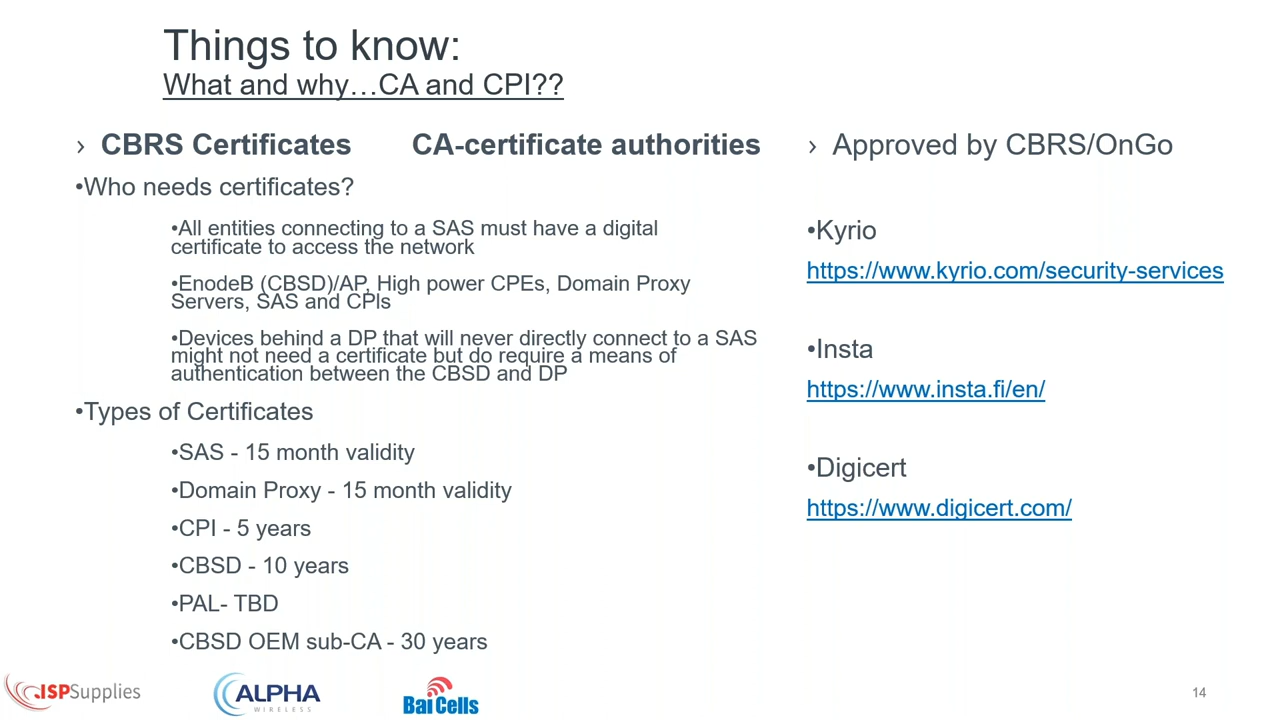 Things to know:
What and why…CA and CPI??
› CBRS Certificates
CA-certificate authorities
•Who needs certificates?
•All entities connecting to a SAS must have a digital
certificate to access the network
•EnodeB (CBSD)/AP, High power CPEs, Domain Proxy
Servers, SAS and CPIs
•Devices behind a DP that will never directly connect to a SAS
might not need a certificate but do require a means of
authentication between the CBSD and DP
•Types of Certificates
•SAS - 15 month validity
•Domain Proxy - 15 month validity
•CPI - 5 years
•CBSD - 10 years
•PAL- TBD
•CBSD OEM sub-CA - 30 years
› Approved by CBRS/OnGo
•Kyrio
https://www.kyrio.com/security-services
•Insta
https://www.insta.fi/en/
•Digicert
https://www.digicert.com/
ISPSupplies
ALPHA
WIRELESS
BaiCells
14